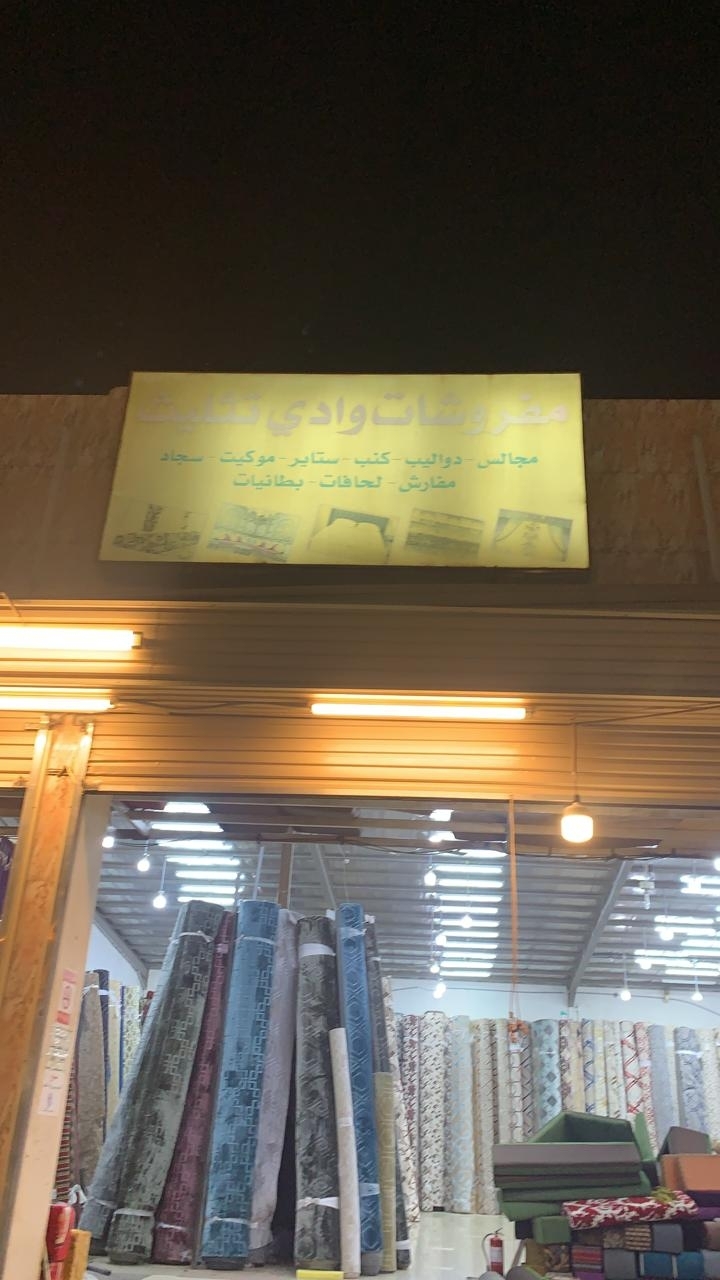 مفروشات وادي تثليث
مجالس - دواليب - كنب - ستاير - موكيت - سجاد
مفارش - لحافات - بطانيات